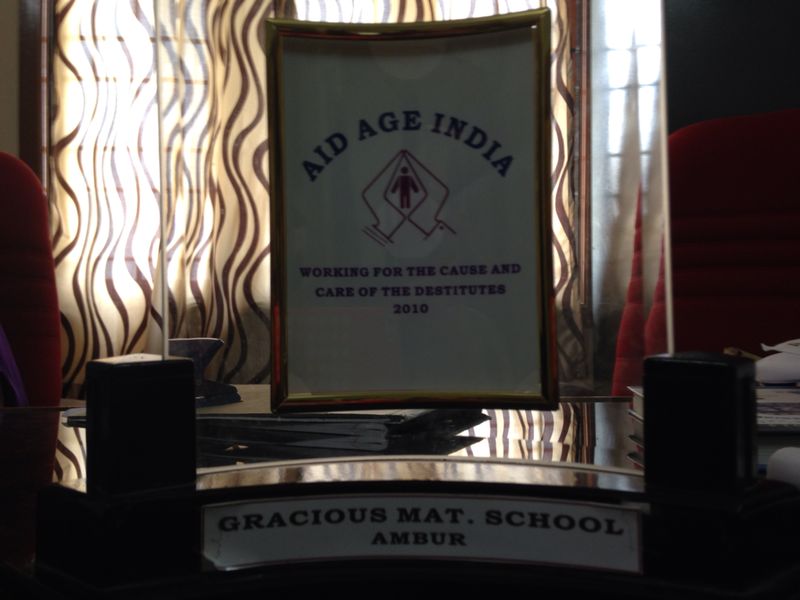 AID AGE INDIA
WORKING FOR THE CAUSE AND
CARE OF THE DESTITUTES
2010
GRACIOUS MAT. SCHOOL
AMBUR